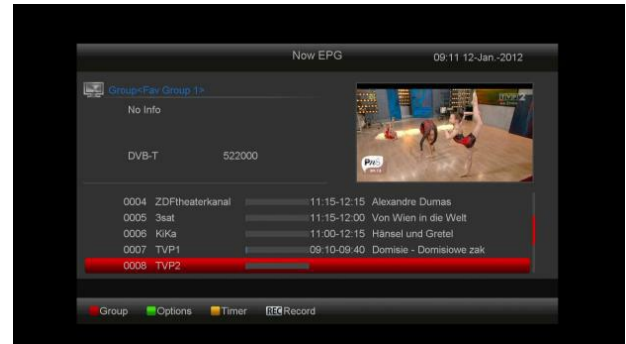 Now EPG 09:11 12-Jan.-2012
Group<Fav Group 1>
No Info
DVB-T 522000
0004 ZDFtheaterkanal 11:15-12:15 Alexandre Dumas
0005 3sat 11:15-12:00 Von Wien in die Welt
0006 KiKa 11:00-12:15 Hänsel und Gretel
0007 TVP1 09:10-09:40 Domisie - Domisiowe zak
0008 TVP2
Group Options Timer REC Record